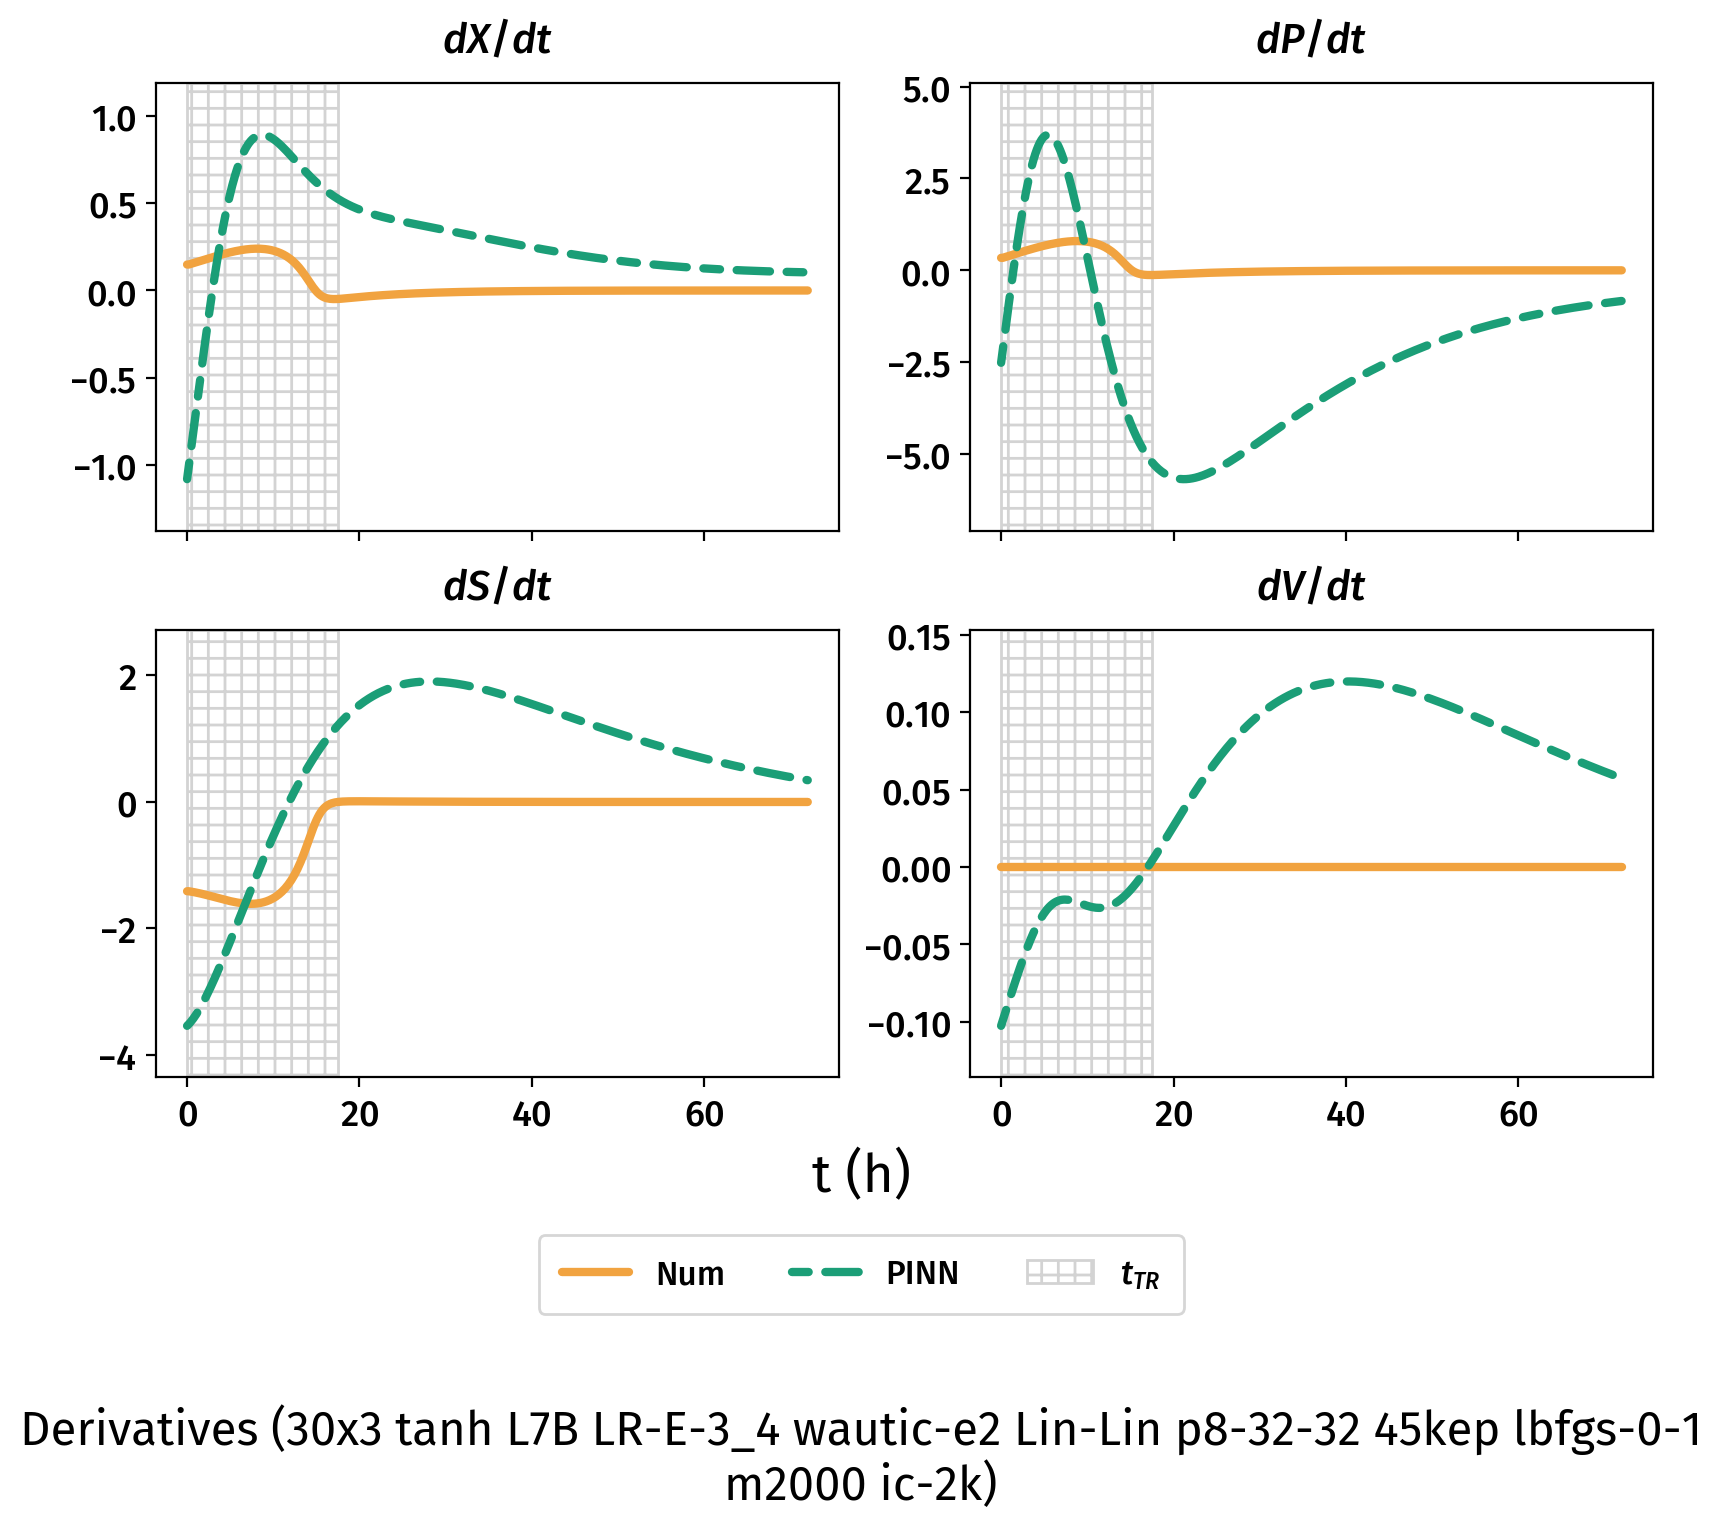 dX/dt
dP/dt
1.0
0.5
0.0
−0.5
−1.0
5.0
2.5
0.0
−2.5
−5.0
dS/dt
dV/dt
2
0
−2
−4
0.15
0.10
0.05
0.00
−0.05
−0.10
0 20 40 60
0 20 40 60
t (h)
Num PINN tTR
Derivatives (30x3 tanh L7B LR-E-3_4 wautic-e2 Lin-Lin p8-32-32 45kep lbfgs-0-1
m2000 ic-2k)